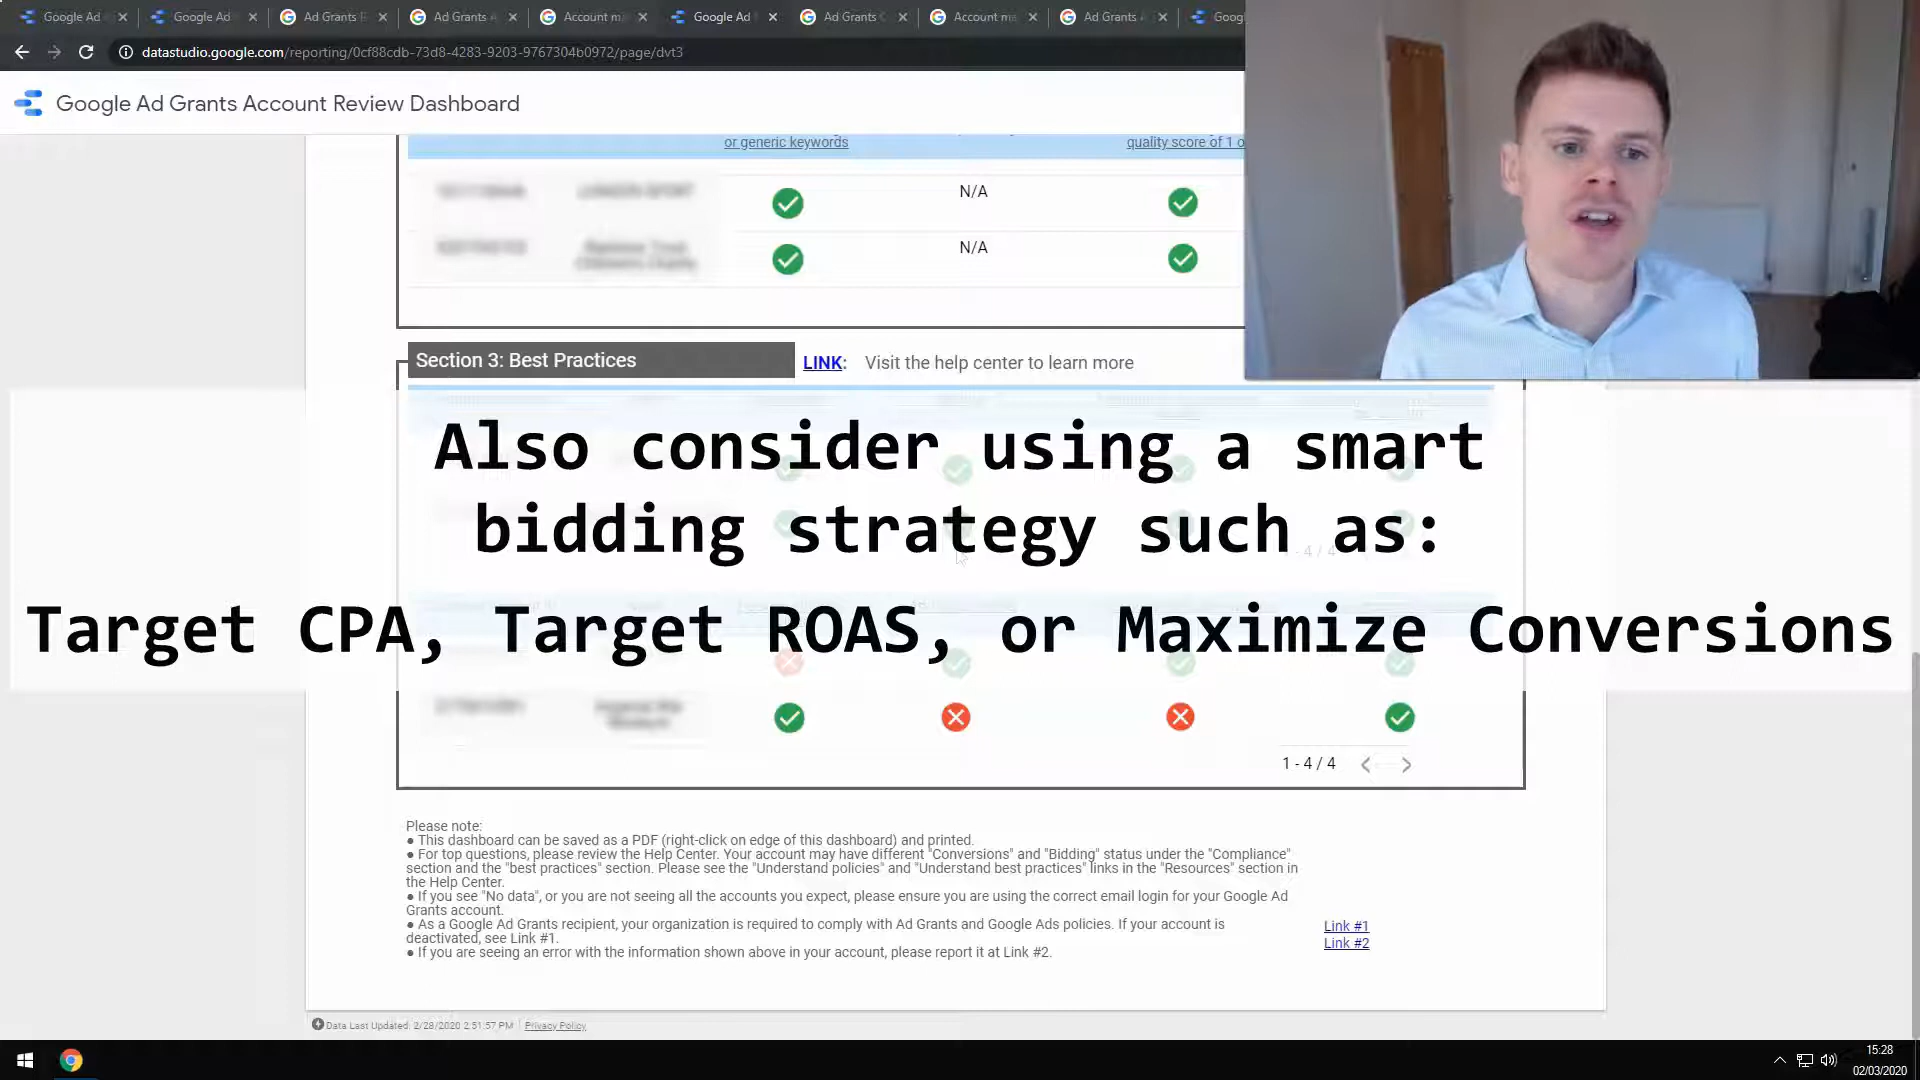 Google Ad
Google Ad
Ad Grants
Ad Grants
Account ma
Google Ad
Ad Grants
Account me
Ad Grants
Goog
datastudio.google.com/reporting/0cf88cdb-73d8-4283-9203-9767304b0972/page/dvt3
Google Ad Grants Account Review Dashboard
or generic keywords
quality score of 1 o
N/A
N/A
Section 3: Best Practices
LINK: Visit the help center to learn more
Also consider using a smart
bidding strategy such as:
- 4 / 4
Target CPA, Target ROAS, or Maximize Conversions
1 - 4 / 4
Please note:
● This dashboard can be saved as a PDF (right-click on edge of this dashboard) and printed.
● For top questions, please review the Help Center. Your account may have different "Conversions" and "Bidding" status under the "Compliance"
section and the "best practices" section. Please see the "Understand policies" and "Understand best practices" links in the "Resources" section in
the Help Center.
● If you see "No data", or you are not seeing all the accounts you expect, please ensure you are using the correct email login for your Google Ad
Grants account.
● As a Google Ad Grants recipient, your organization is required to comply with Ad Grants and Google Ads policies. If your account is
deactivated, see Link #1.
● If you are seeing an error with the information shown above in your account, please report it at Link #2.
Link #1
Link #2
Data Last Updated: 2/28/2020 2:51:57 PM
Privacy Policy
15:28
02/03/2020